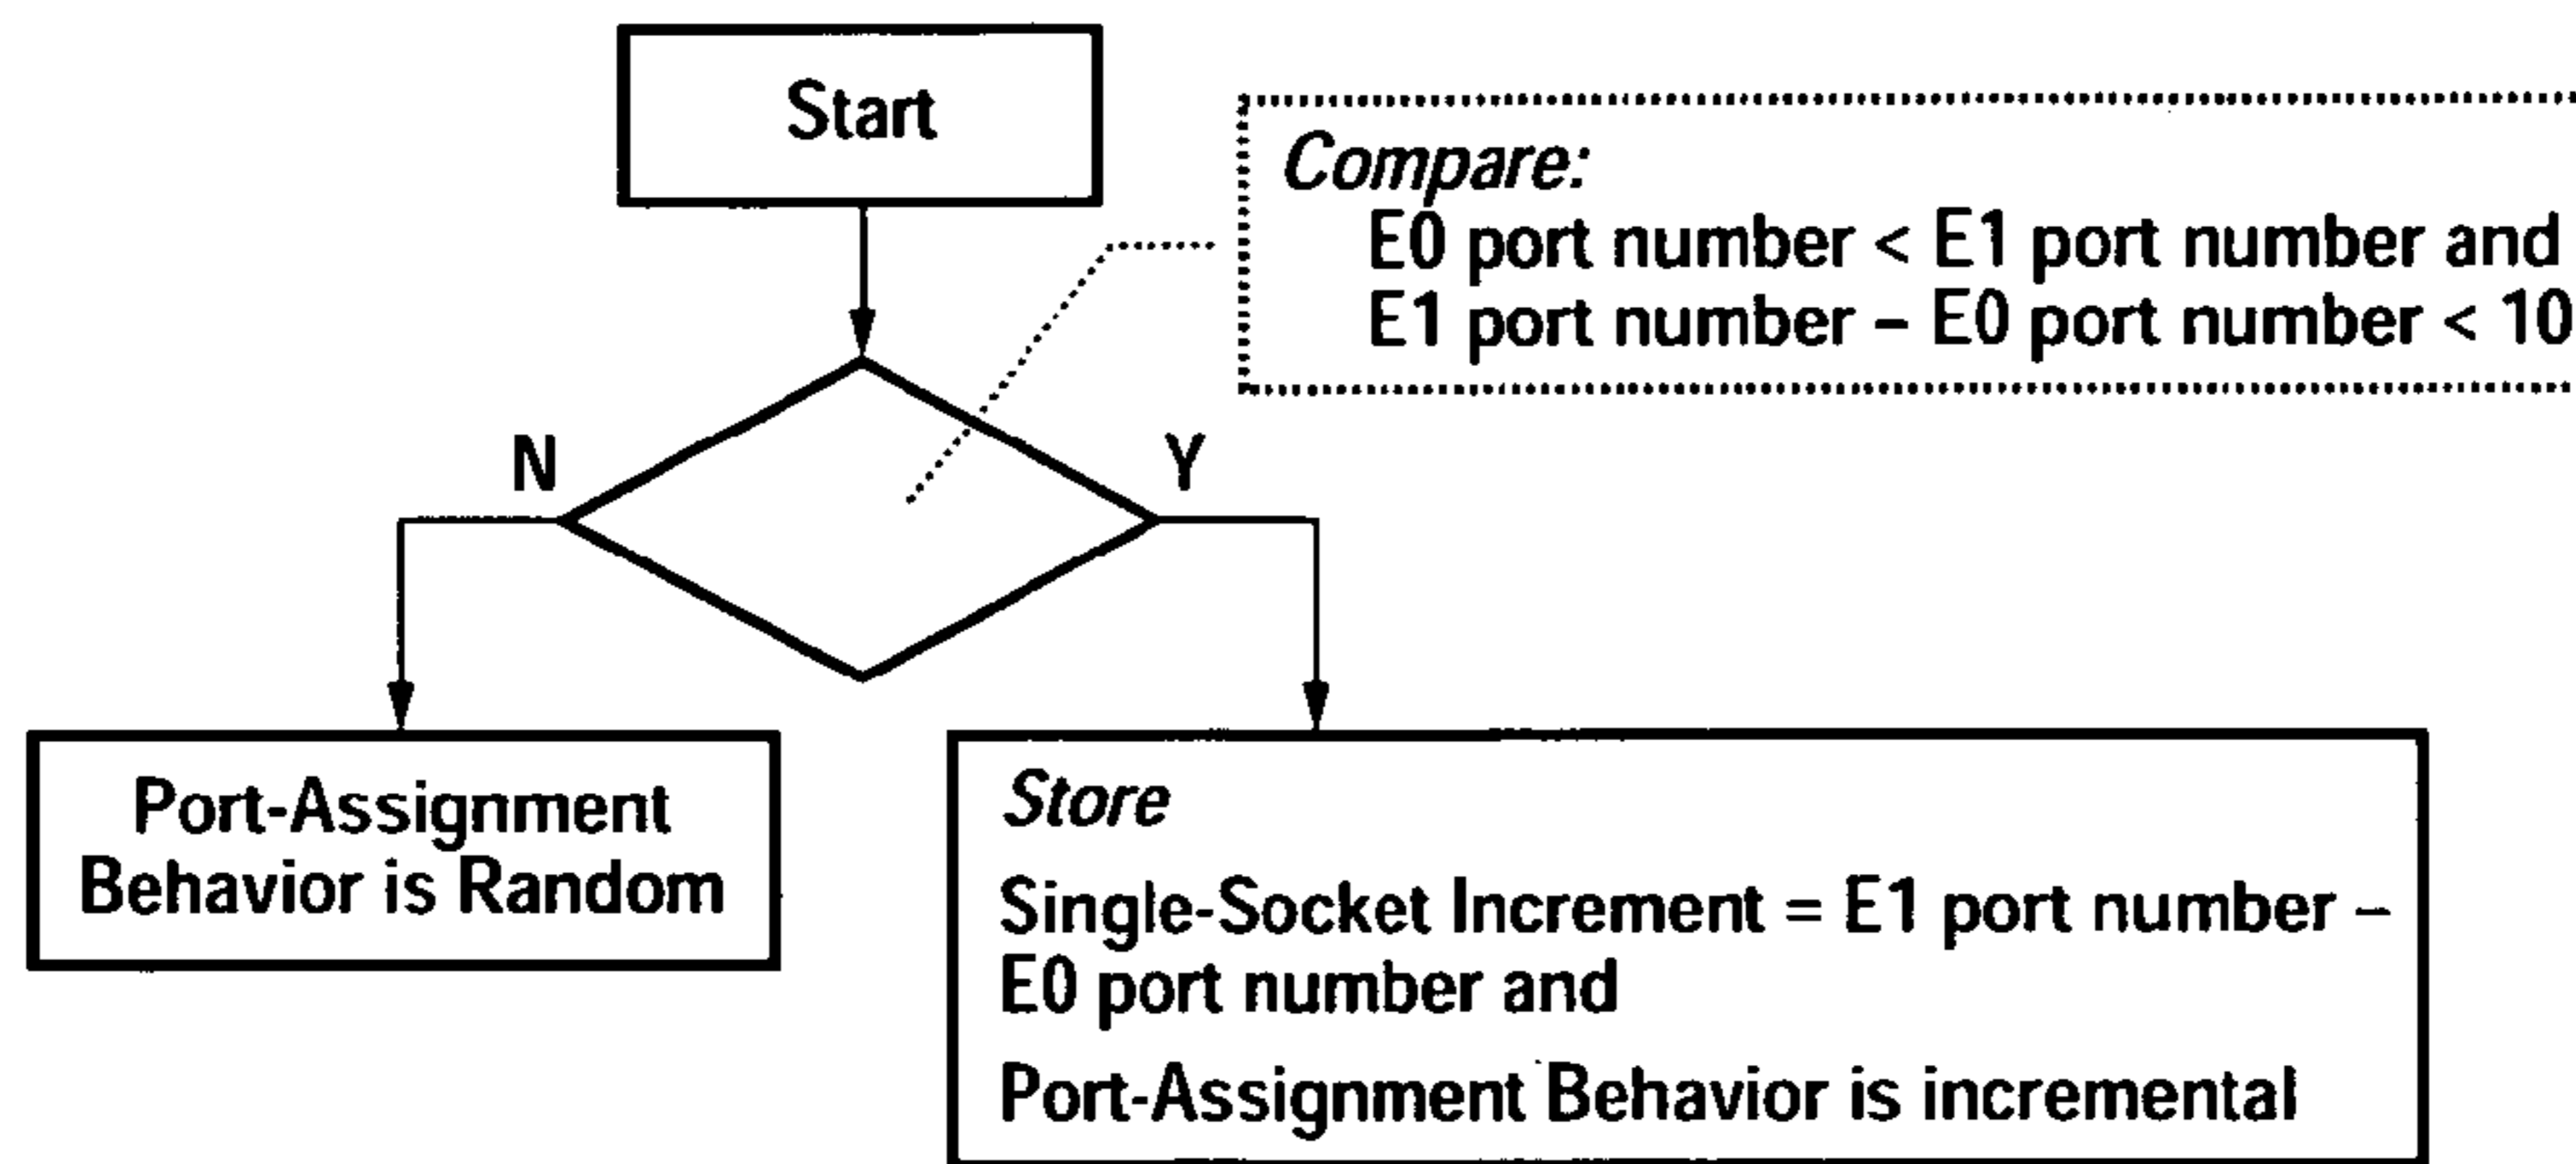 Start
Compare:
E0 port number < E1 port number and
E1 port number – E0 port number < 10
N
Y
Port-Assignment
Behavior is Random
Store
Single-Socket Increment = E1 port number –
E0 port number and
Port-Assignment Behavior is incremental